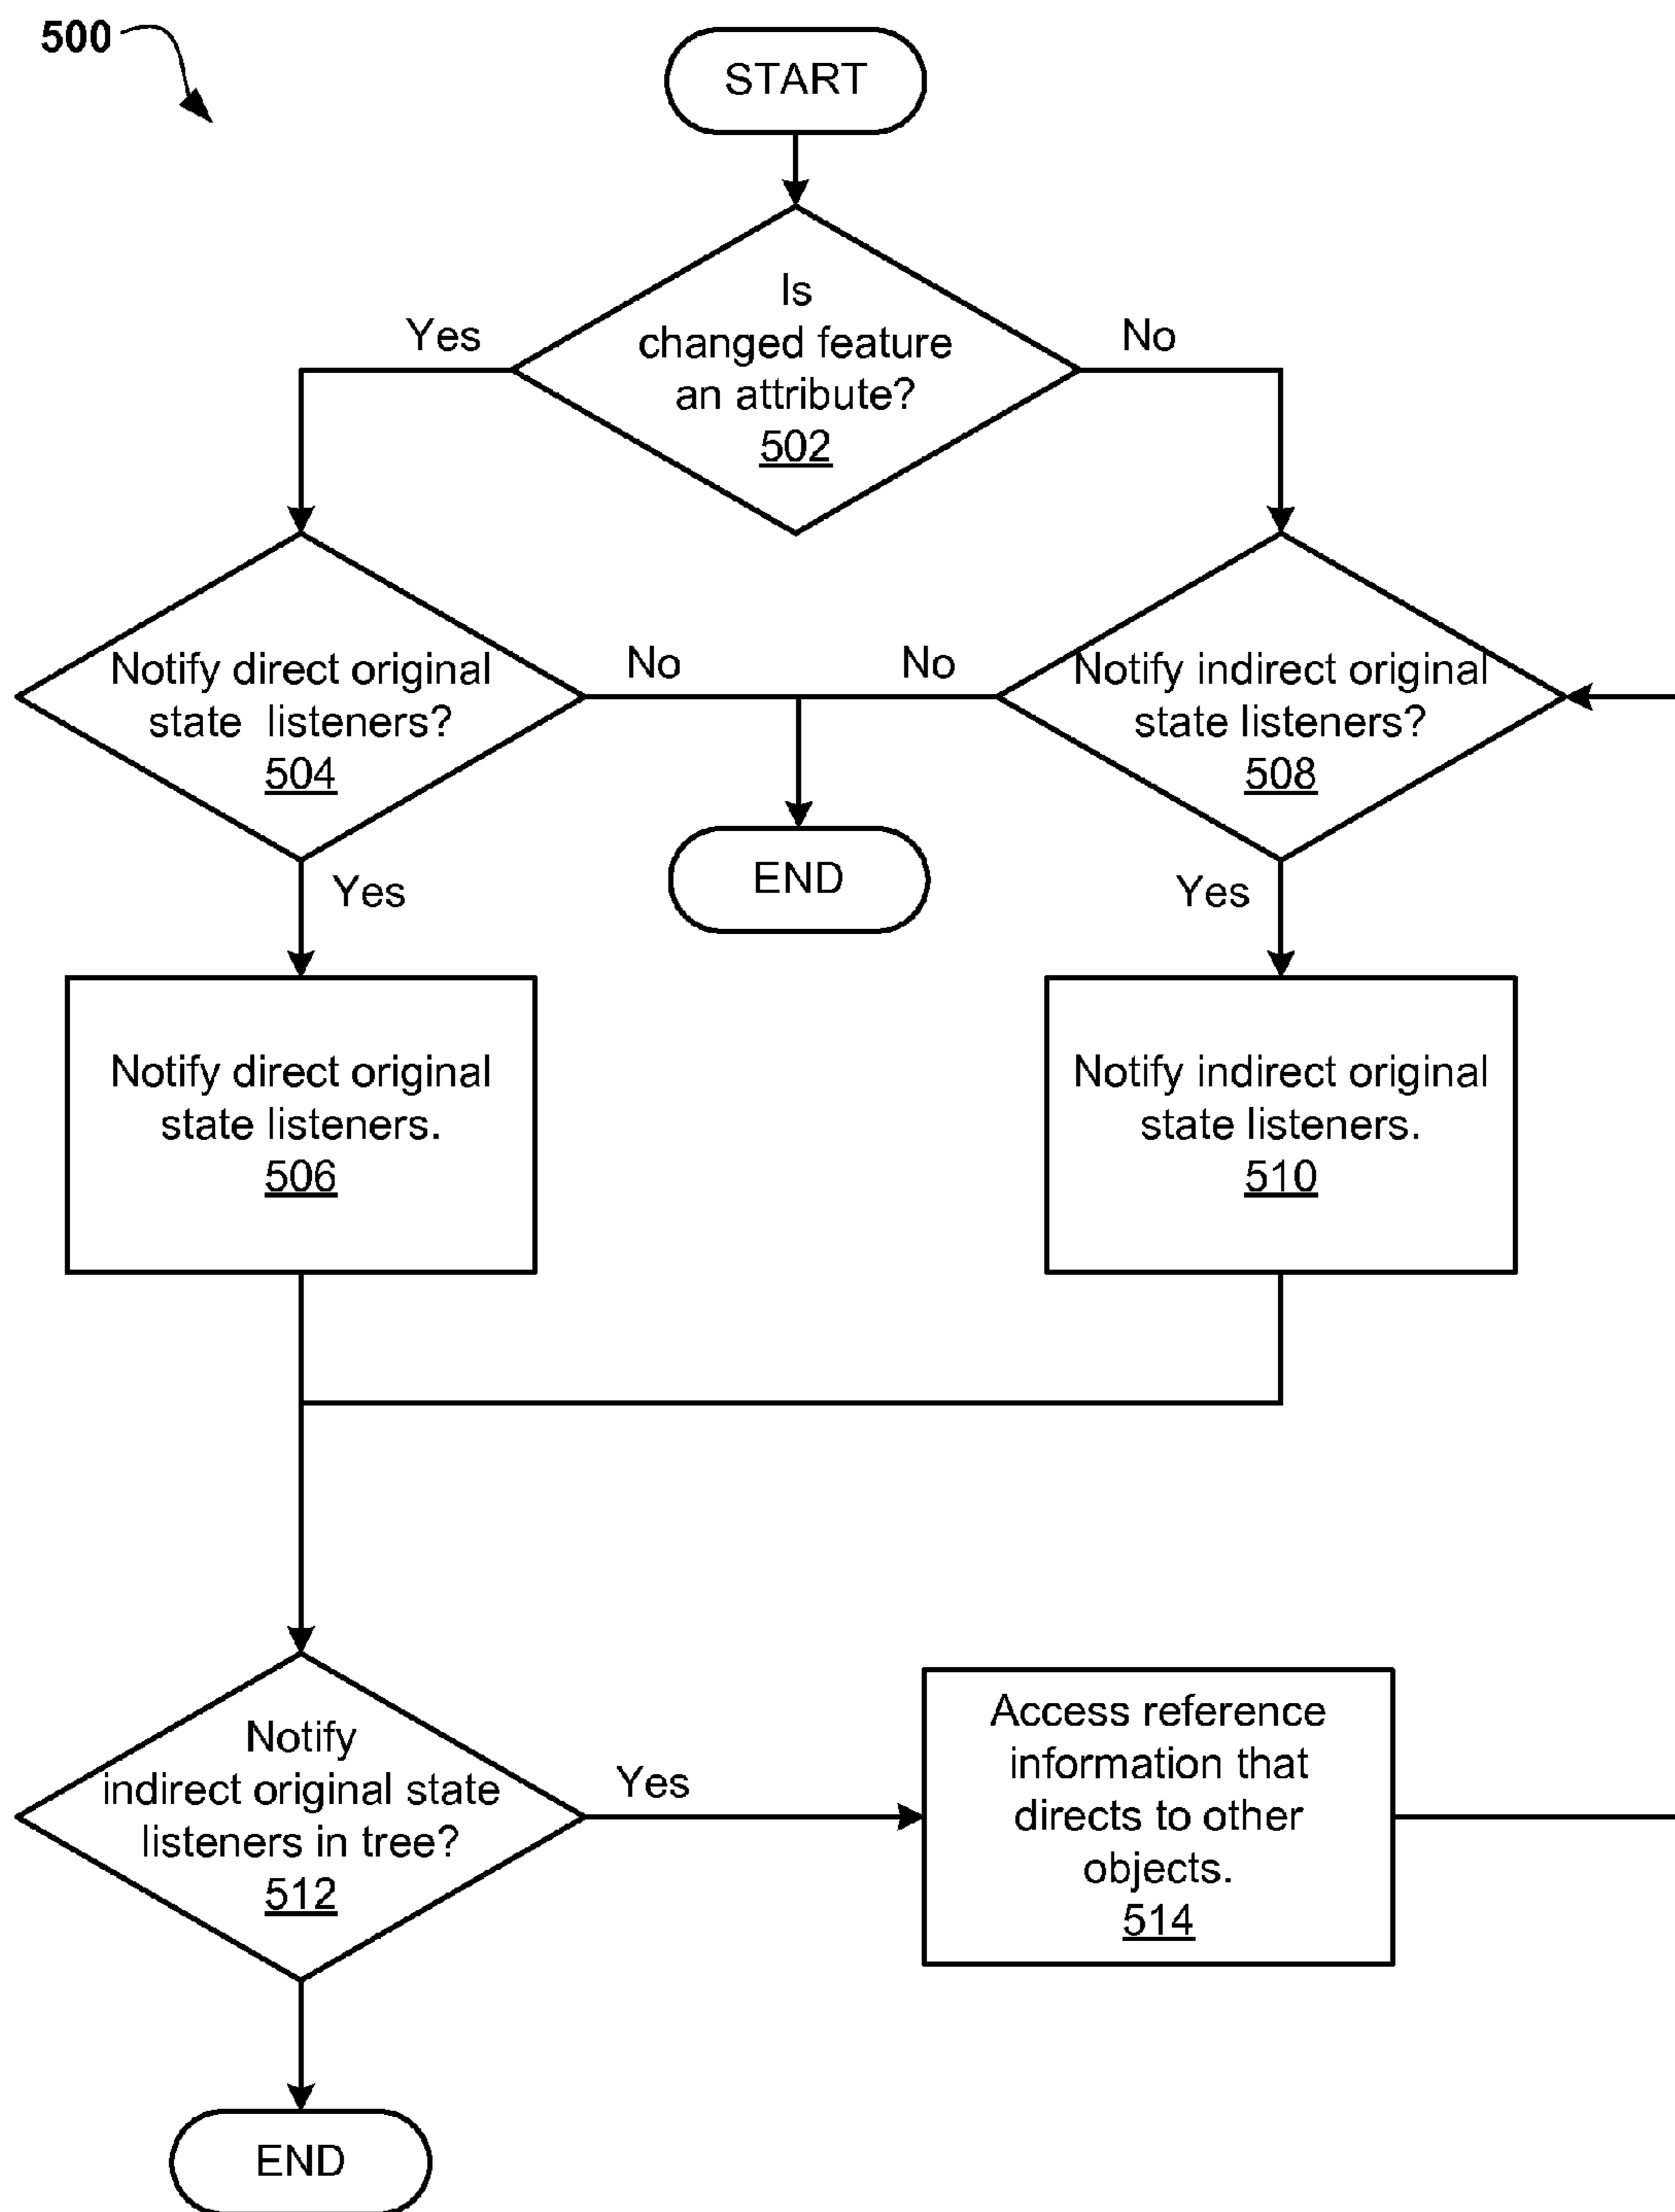 500
START
Is
changed feature
an attribute?
502
Yes
No
Notify direct original
state listeners?
504
No
No
Notify indirect original
state listeners?
508
END
Yes
Yes
Notify direct original
state listeners.
506
Notify indirect original
state listeners.
510
Notify
indirect original state
listeners in tree?
512
Yes
Access reference
information that
directs to other
objects.
514
END